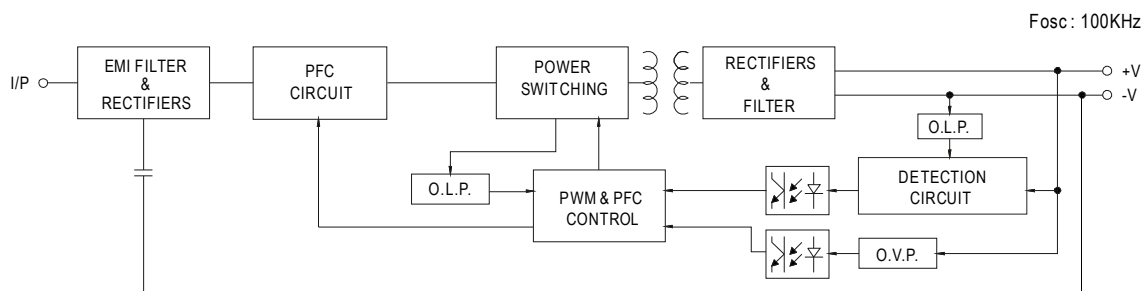 Fosc : 100KHz
I/P
EMI FILTER
&
RECTIFIERS
PFC
CIRCUIT
POWER
SWITCHING
RECTIFIERS
&
FILTER
+V
-V
O.L.P.
O.L.P.
PWM & PFC
CONTROL
DETECTION
CIRCUIT
O.V.P.